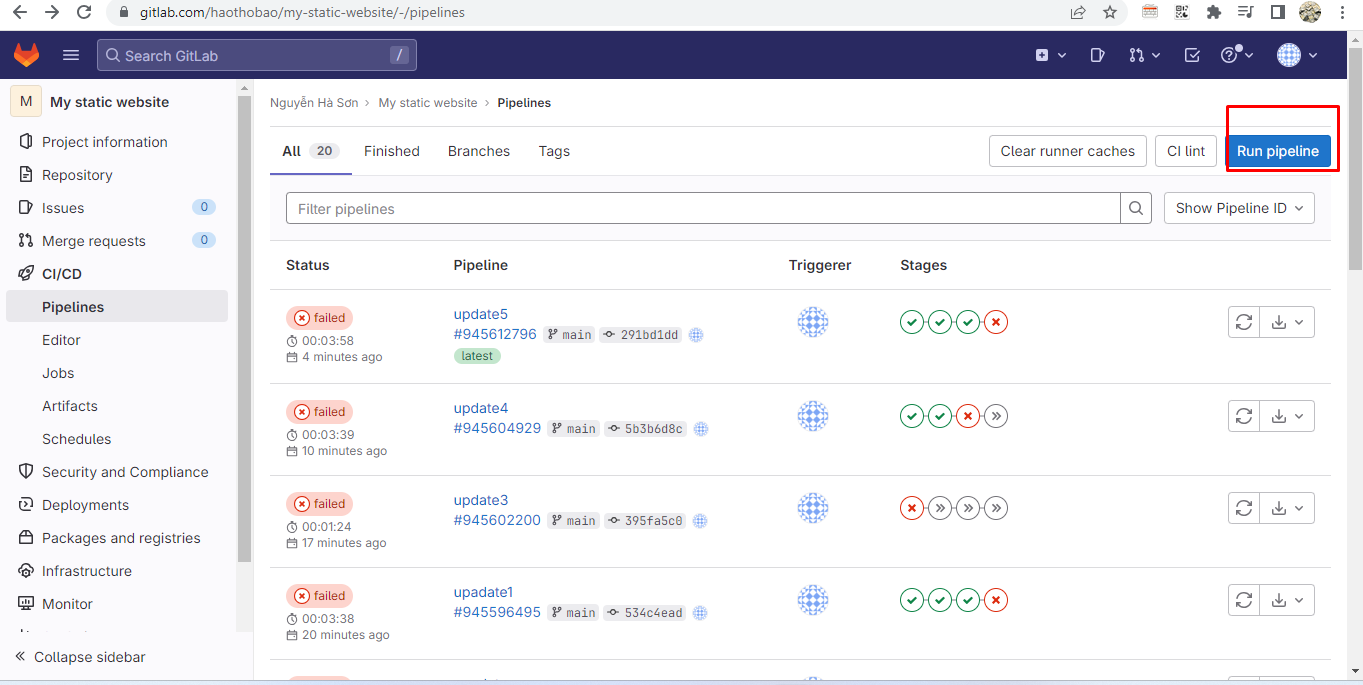 gitlab.com/haothobao/my-static-website/-/pipelines
Search GitLab /
M My static website
Project information
Repository
Issues 0
Merge requests 0
CI/CD
Pipelines
Editor
Jobs
Artifacts
Schedules
Security and Compliance
Deployments
Packages and registries
Infrastructure
Monitor
Collapse sidebar
Nguyễn Hà Sơn › My static website › Pipelines
All 20 Finished Branches Tags
Clear runner caches CI lint Run pipeline
Filter pipelines Show Pipeline ID
Status Pipeline Triggerer Stages
failed update5
00:03:58 #945612796 main 291bd1dd
4 minutes ago latest
failed update4
00:03:39 #945604929 main 5b3b6d8c
10 minutes ago
failed update3
00:01:24 #945602200 main 395fa5c0
17 minutes ago
failed upadate1
00:03:38 #945596495 main 534c4ead
20 minutes ago